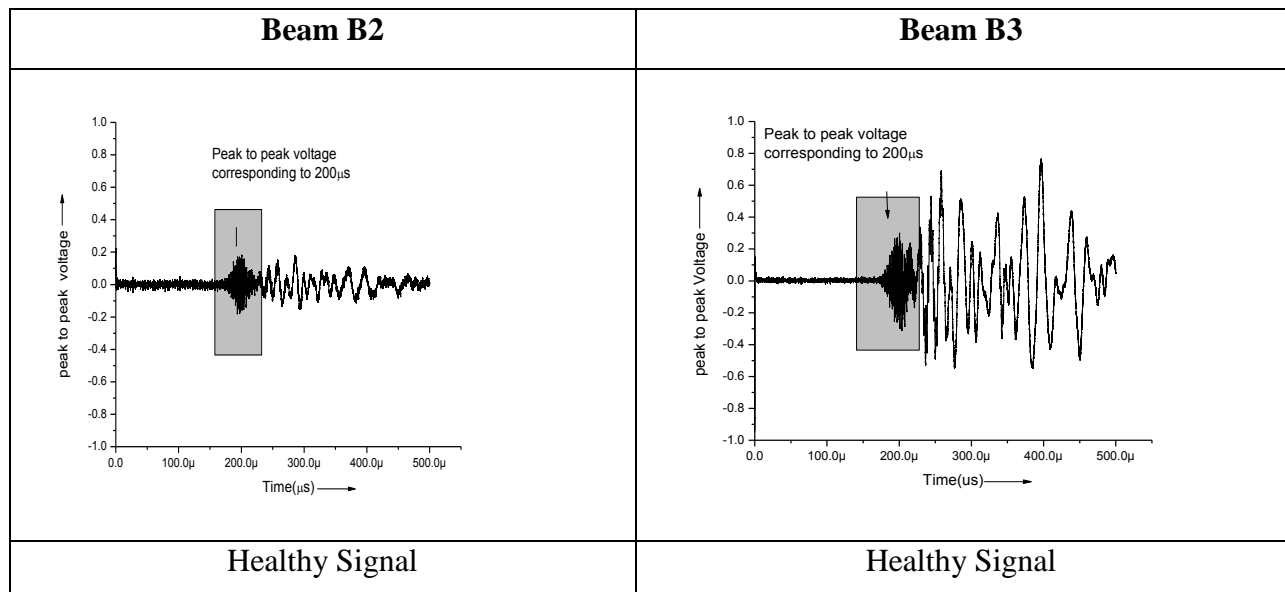 Beam B2
Beam B3
Peak to peak voltage
corresponding to 200μs
peak to peak voltage
1.0
0.8
0.6
0.4
0.2
0.0
-0.2
-0.4
-0.6
-0.8
-1.0
0.0
100.0μ
200.0μ
300.0μ
400.0μ
500.0μ
Time(μs)
Peak to peak voltage
corresponding to 200μs
peak to peak Voltage
1.0
0.8
0.6
0.4
0.2
0.0
-0.2
-0.4
-0.6
-0.8
-1.0
0.0
100.0μ
200.0μ
300.0μ
400.0μ
500.0μ
Time(us)
Healthy Signal
Healthy Signal